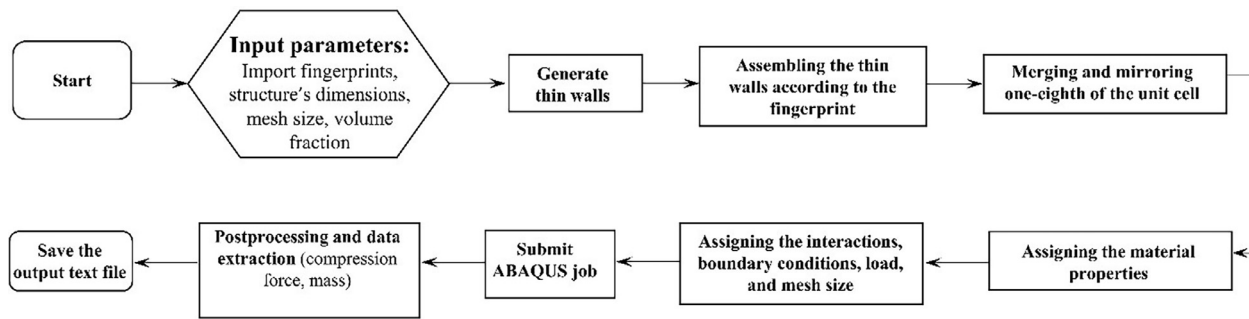 Start
Input parameters:
Import fingerprints,
structure's dimensions,
mesh size, volume
fraction
Generate
thin walls
Assembling the thin
walls according to the
fingerprint
Merging and mirroring
one-eighth of the unit cell
Assigning the material
properties
Assigning the interactions,
boundary conditions, load,
and mesh size
Submit
ABAQUS job
Postprocessing and data
extraction (compression
force, mass)
Save the
output text file